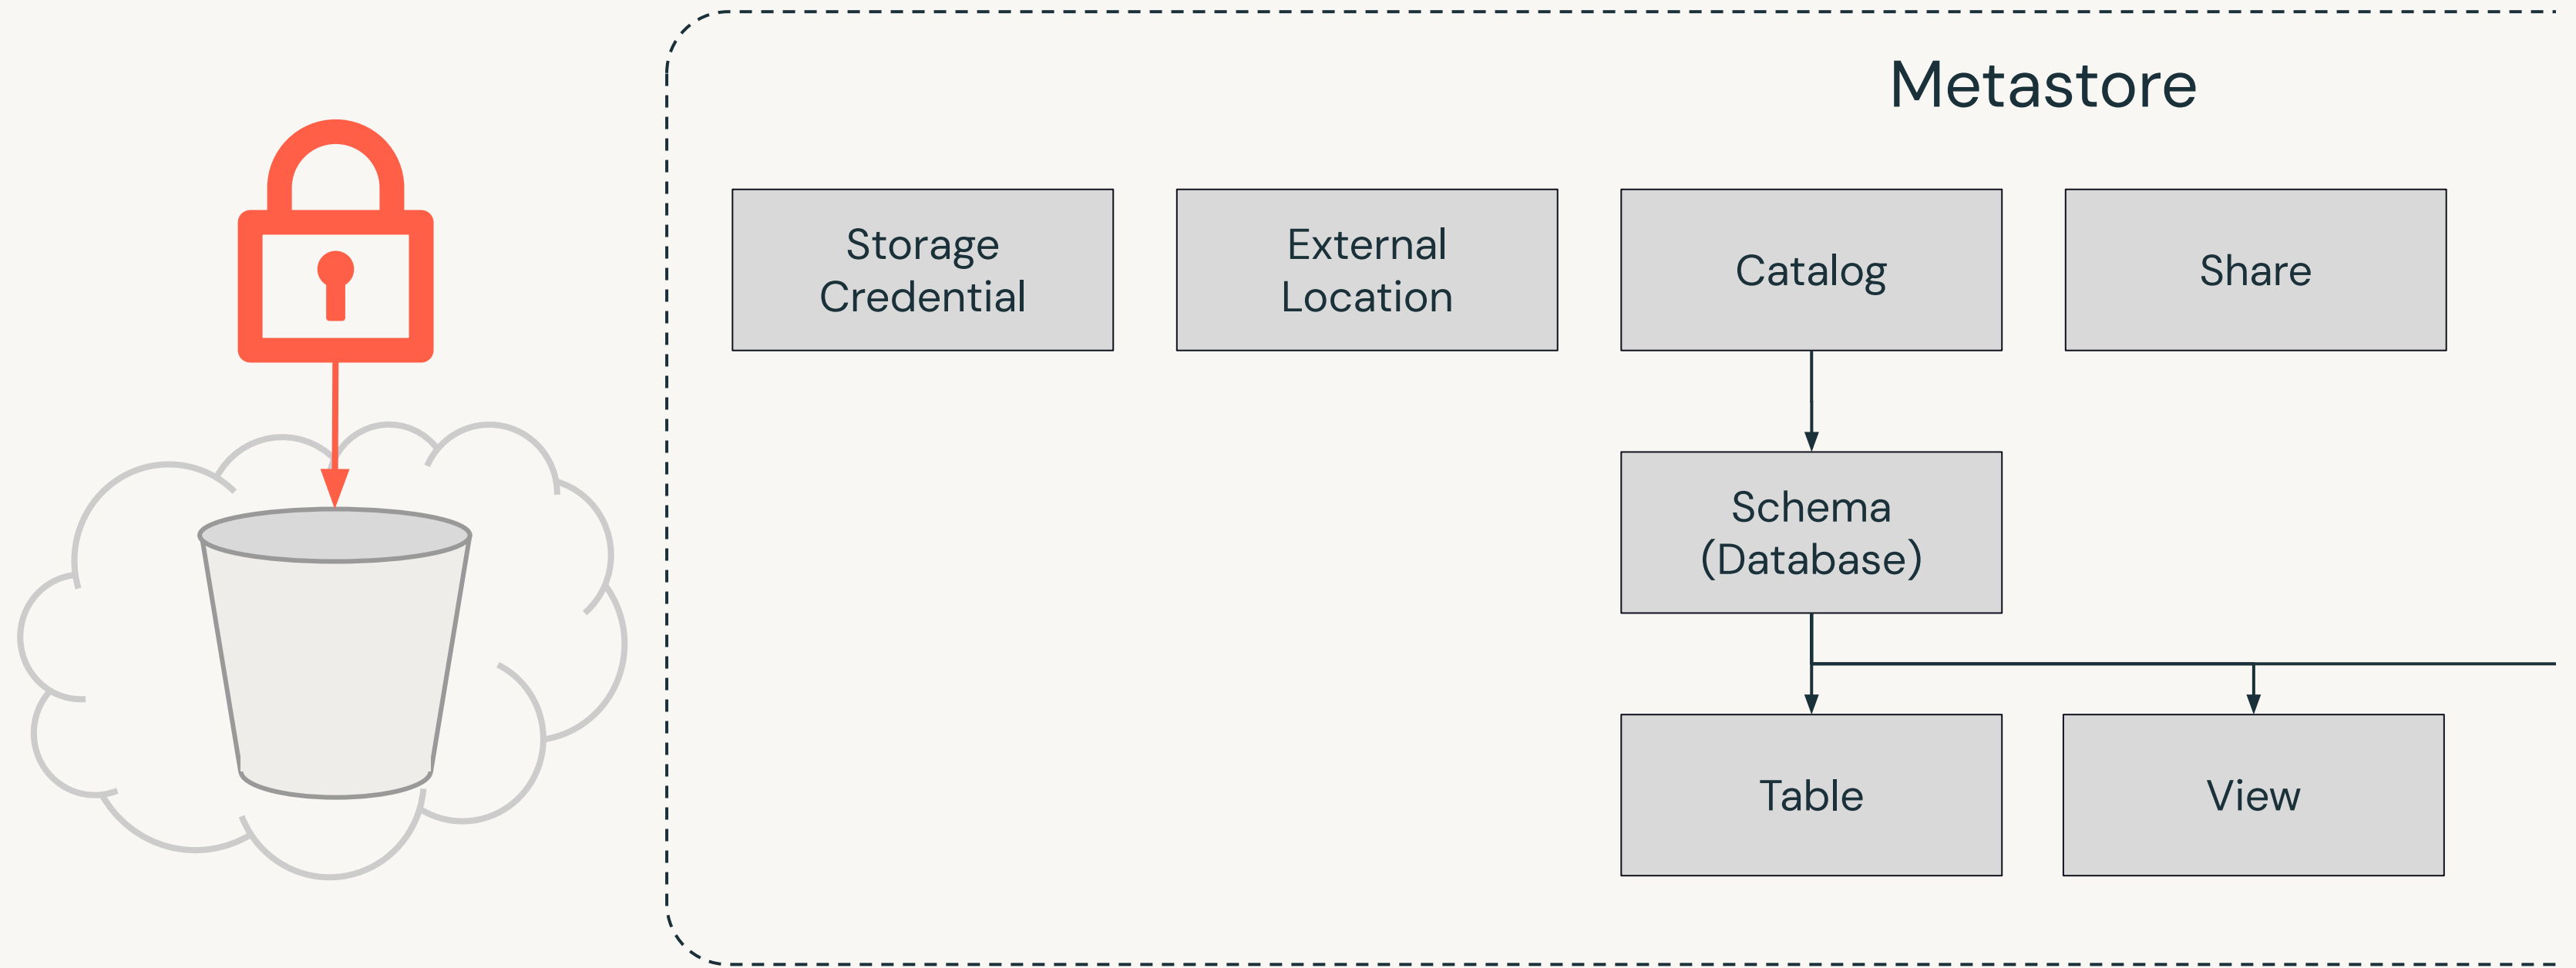 Metastore
Storage
Credential
External
Location
Catalog
Share
Schema
(Database)
Table
View